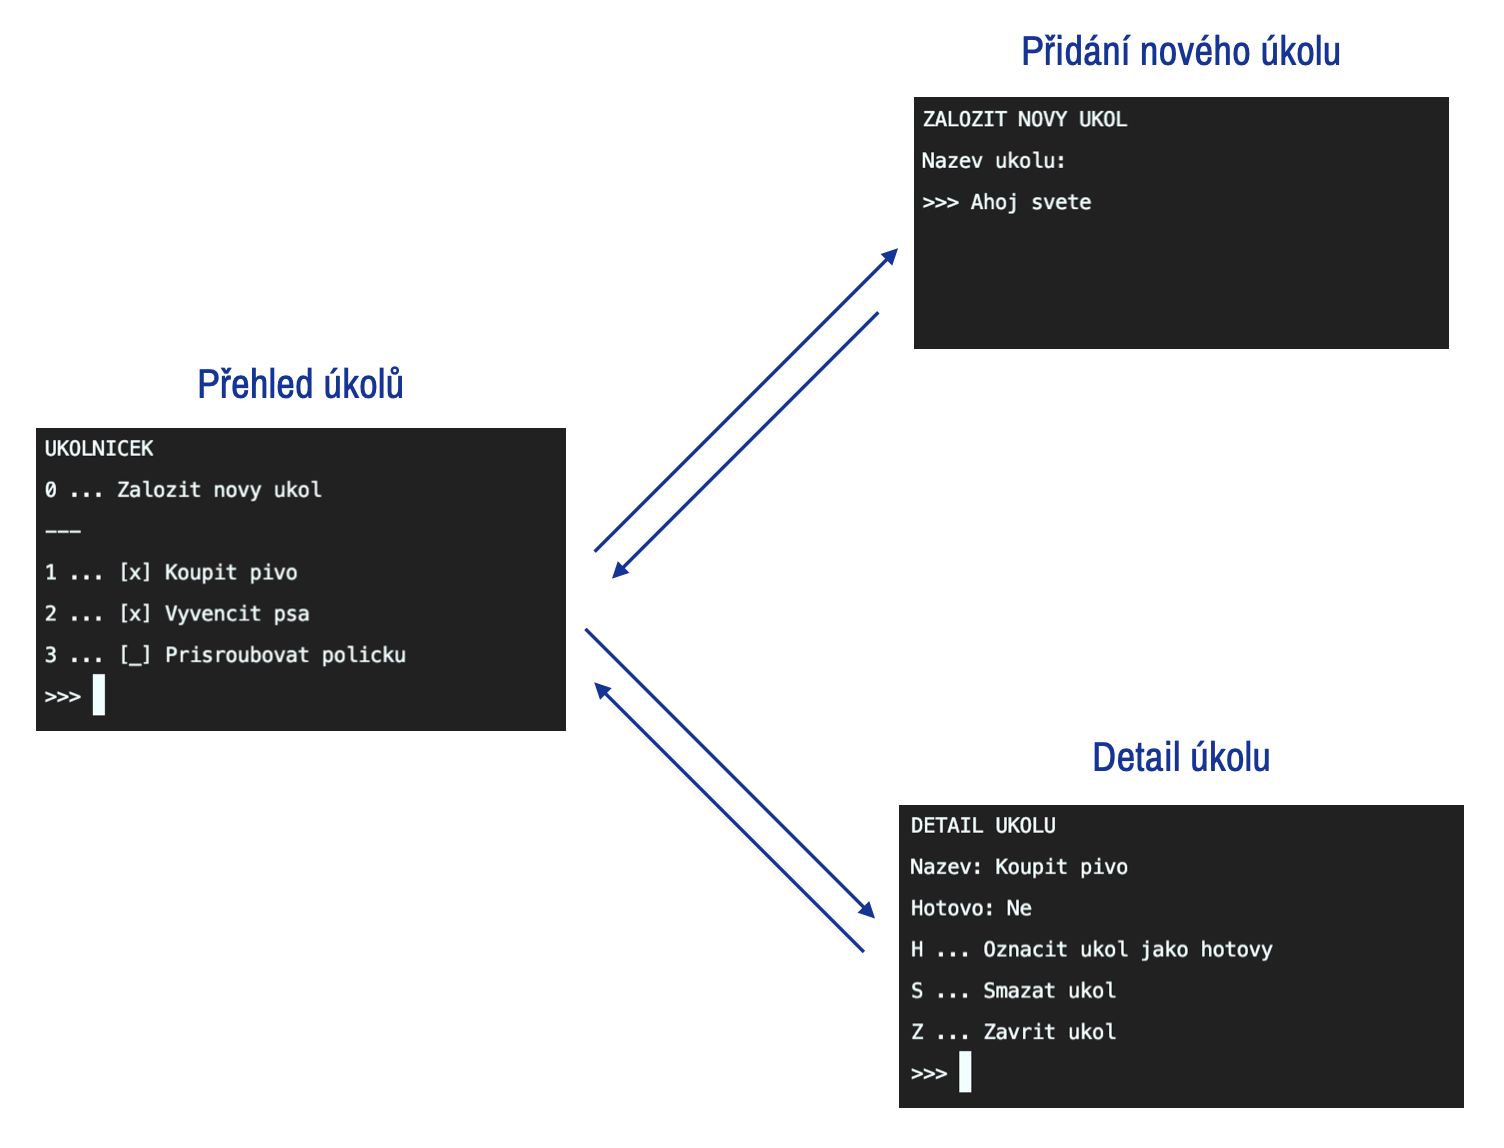 Přidání nového úkolu
ZALOZIT NOVY UKOL
Nazev ukolu:
>>> Ahoj svete
Přehled úkolů
UKOLNICEK
0 ... Zalozit novy ukol
---
1 ... [x] Koupit pivo
2 ... [x] Vyvencit psa
3 ... [_] Prisroubovat policku
>>>
Detail úkolu
DETAIL UKOLU
Nazev: Koupit pivo
Hotovo: Ne
H ... Oznacit ukol jako hotovy
S ... Smazat ukol
Z ... Zavrit ukol
>>>